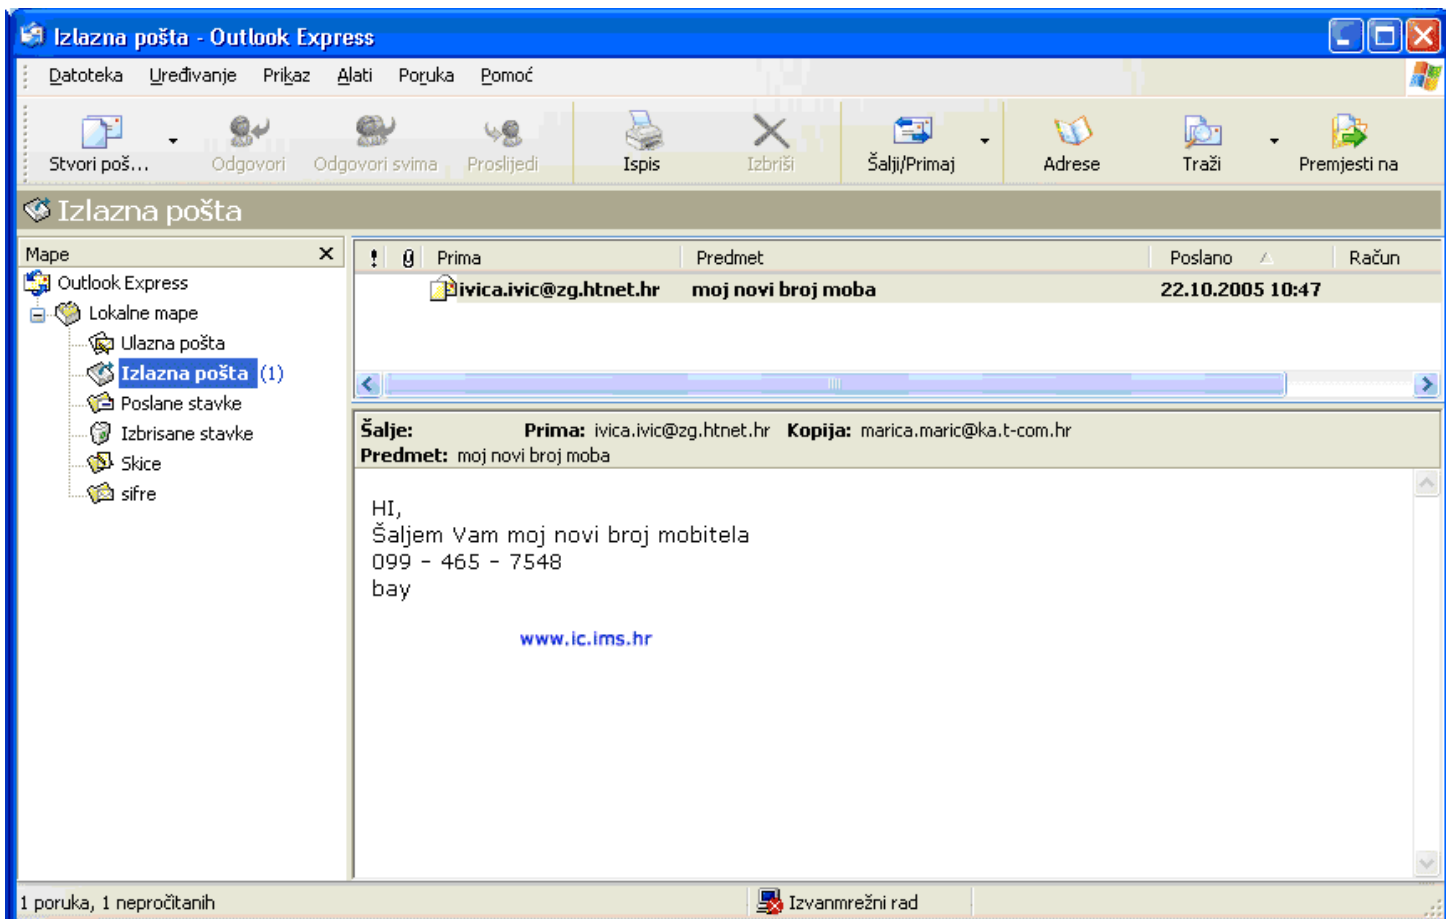 Izlazna pošta - Outlook Express
Datoteka Uređivanje Prikaz Alati Poruka Pomoć
Stvori poš... Odgovori Odgovori svima Proslijedi Ispis Izbriši Šalji/Primaj Adrese Traži Premjesti na
Izlazna pošta
Mape
Outlook Express
Lokalne mape
Ulazna pošta
Izlazna pošta (1)
Poslane stavke
Izbrisane stavke
Skice
sifre
Prima Predmet Poslano Račun
ivica.ivic@zg.htnet.hr moj novi broj moba 22.10.2005 10:47
Šalje: Prima: ivica.ivic@zg.htnet.hr Kopija: marica.maric@ka.t-com.hr
Predmet: moj novi broj moba
HI,
Šaljem Vam moj novi broj mobitela
099 - 465 - 7548
bay
www.ic.ims.hr
1 poruka, 1 nepročitanih Izvanmrežni rad